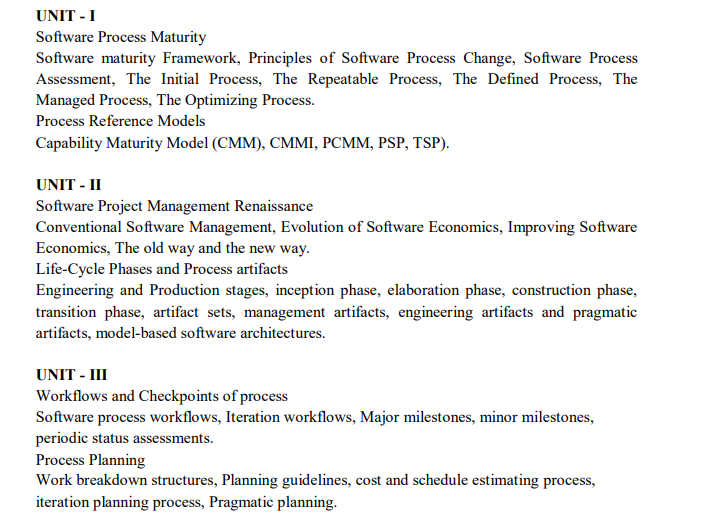 UNIT - I
Software Process Maturity
Software maturity Framework, Principles of Software Process Change, Software Process
Assessment, The Initial Process, The Repeatable Process, The Defined Process, The
Managed Process, The Optimizing Process.
Process Reference Models
Capability Maturity Model (CMM), CMMI, PCMM, PSP, TSP).
UNIT - II
Software Project Management Renaissance
Conventional Software Management, Evolution of Software Economics, Improving Software
Economics, The old way and the new way.
Life-Cycle Phases and Process artifacts
Engineering and Production stages, inception phase, elaboration phase, construction phase,
transition phase, artifact sets, management artifacts, engineering artifacts and pragmatic
artifacts, model-based software architectures.
UNIT - III
Workflows and Checkpoints of process
Software process workflows, Iteration workflows, Major milestones, minor milestones,
periodic status assessments.
Process Planning
Work breakdown structures, Planning guidelines, cost and schedule estimating process,
iteration planning process, Pragmatic planning.